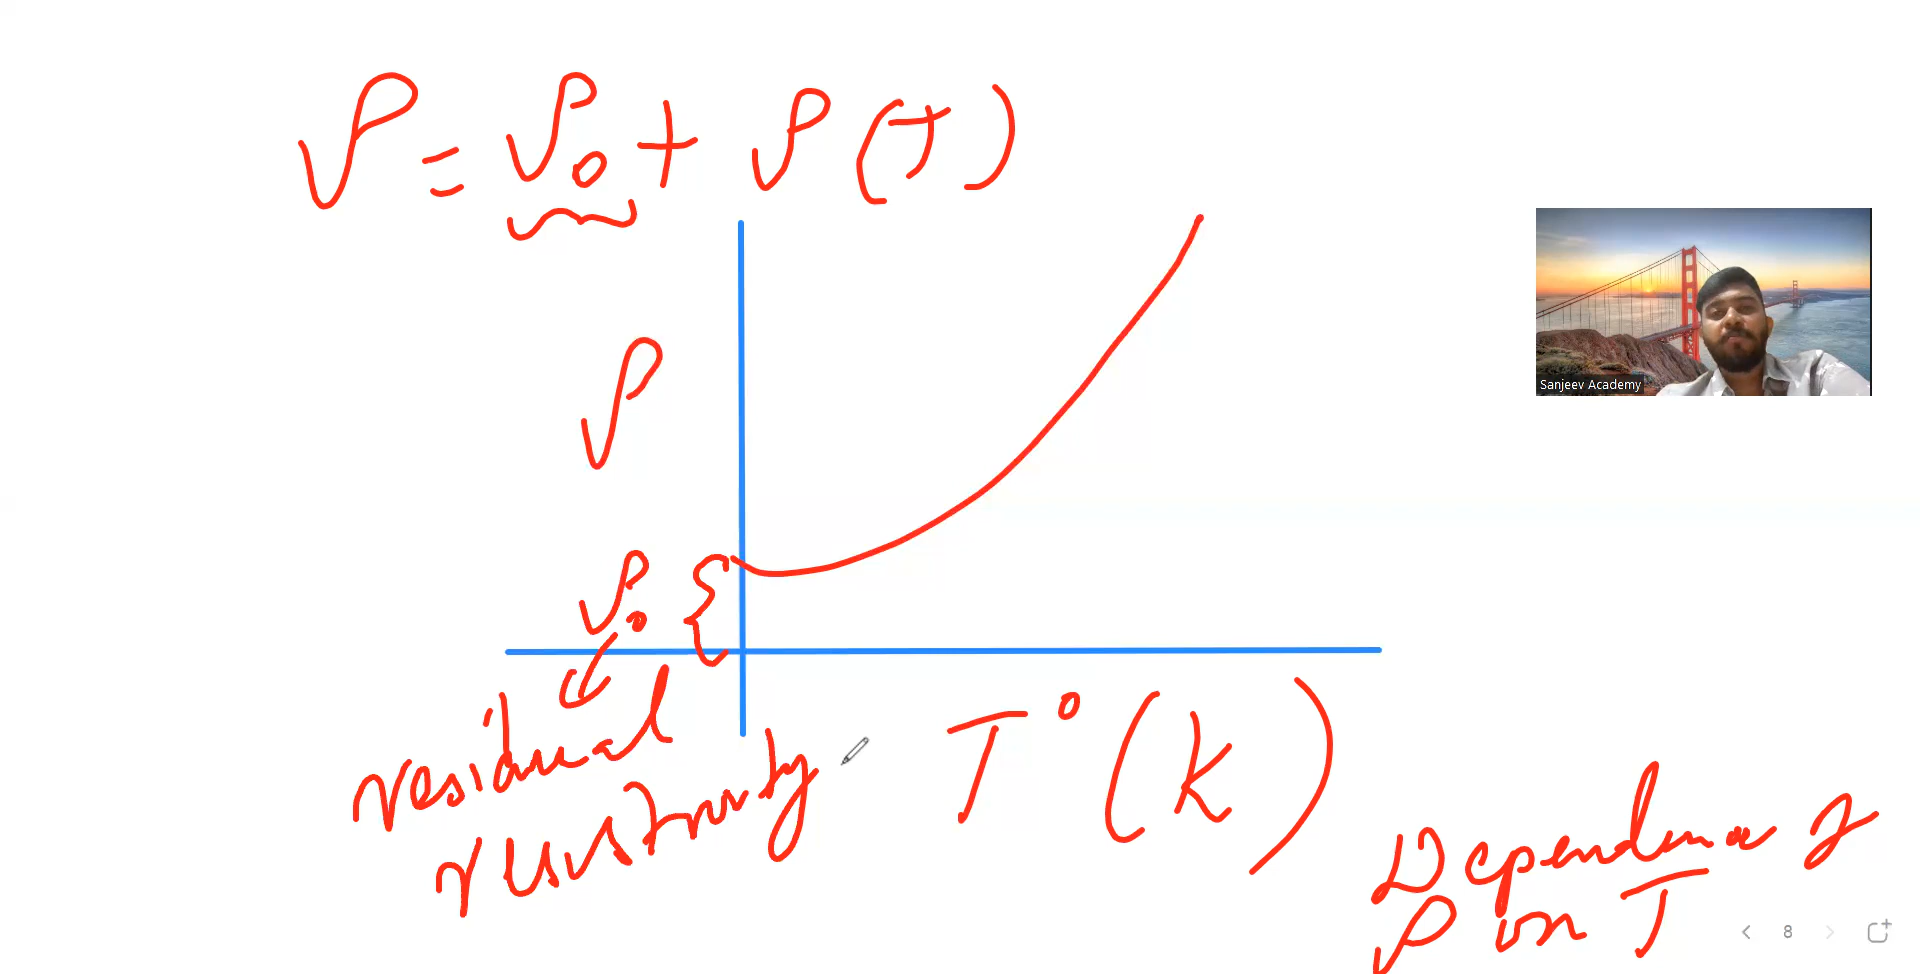 ρ = ρ₀ + ρ(T)
ρ
Sanjeev Academy
ρ₀
residual
resistivity
T° (K)
Dependence of
ρ on T
8